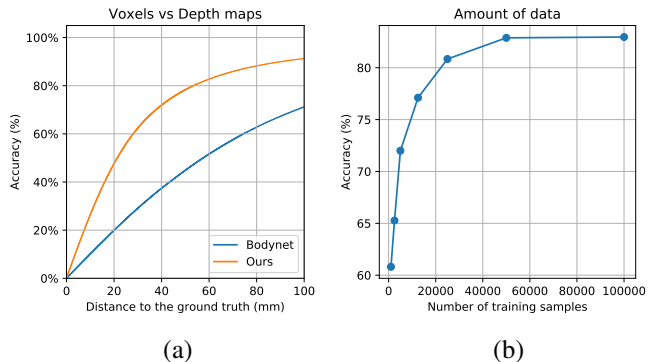 Voxels vs Depth maps
100%
80%
60%
40%
20%
0%
Accuracy (%)
0 20 40 60 80 100
Distance to the ground truth (mm)
Bodynet
Ours
(a)
Amount of data
80
75
70
65
60
Accuracy (%)
0 20000 40000 60000 80000 100000
Number of training samples
(b)